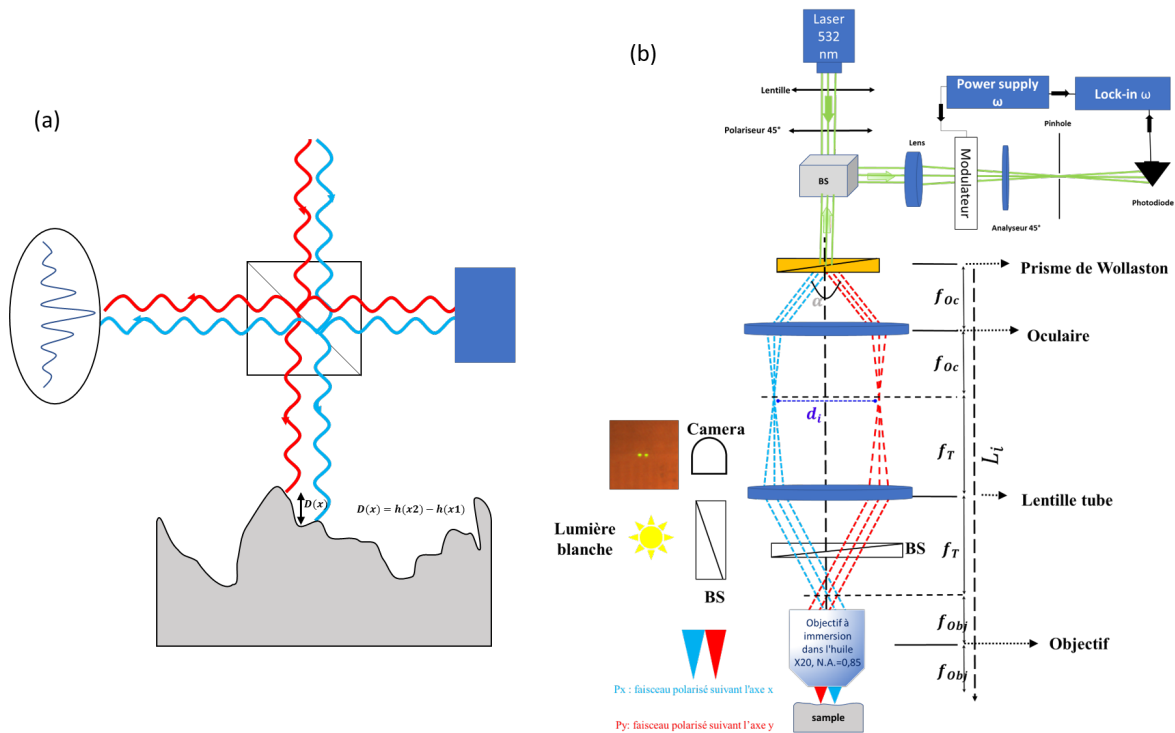 (a)
D(x)
D(x) = h(x2) − h(x1)
(b)
Laser
532
nm
Lentille
Polariseur 45°
BS
Lens
Modulateur
Analyseur 45°
Pinhole
Photodiode
Power supply
ω
Lock-in ω
Prisme de Wollaston
α
f_Oc
Oculaire
f_Oc
d_i
Camera
f_T
L_i
Lentille tube
Lumière
blanche
BS
BS
f_T
Objectif à
immersion
dans l'huile
X20, N.A.=0,85
f_Obj
Objectif
f_Obj
Px : faisceau polarisé suivant l'axe x
sample
Py: faisceau polarisé suivant l'axe y